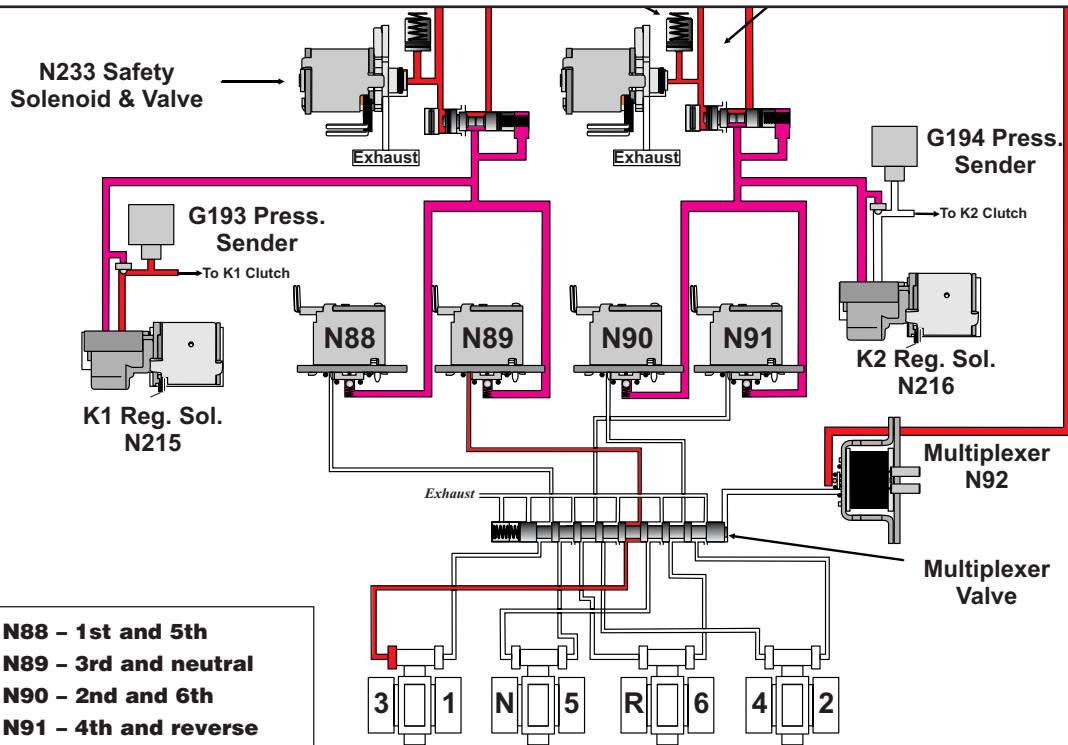 N233 Safety
Solenoid & Valve
Exhaust
Exhaust
G194 Press.
Sender
To K2 Clutch
G193 Press.
Sender
To K1 Clutch
N88
N89
N90
N91
K1 Reg. Sol.
N215
K2 Reg. Sol.
N216
Multiplexer
N92
Exhaust
Multiplexer
Valve
N88 – 1st and 5th
N89 – 3rd and neutral
N90 – 2nd and 6th
N91 – 4th and reverse
3 1 N 5 R 6 4 2